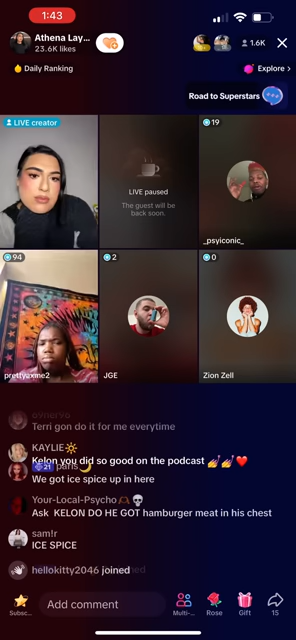 1:43
Athena Lay...
23.6K likes
1.6K
Daily Ranking
Explore >
Road to Superstars
LIVE creator
19
LIVE paused
The guest will be
back soon.
_psyiconic_
94
2
0
prettyaxme2
JGE
Zion Zell
Terri gon do it for me everytime
KAYLIE
Kelon you did so good on the podcast 💅💅❤️
21 paris🌙
We got ice spice up in here
Your-Local-Psycho
Ask KELON DO HE GOT hamburger meat in his chest
sam!r
ICE SPICE
hellokitty2046 joined
Subsc...
Add comment
Multi-...
Rose
Gift
15